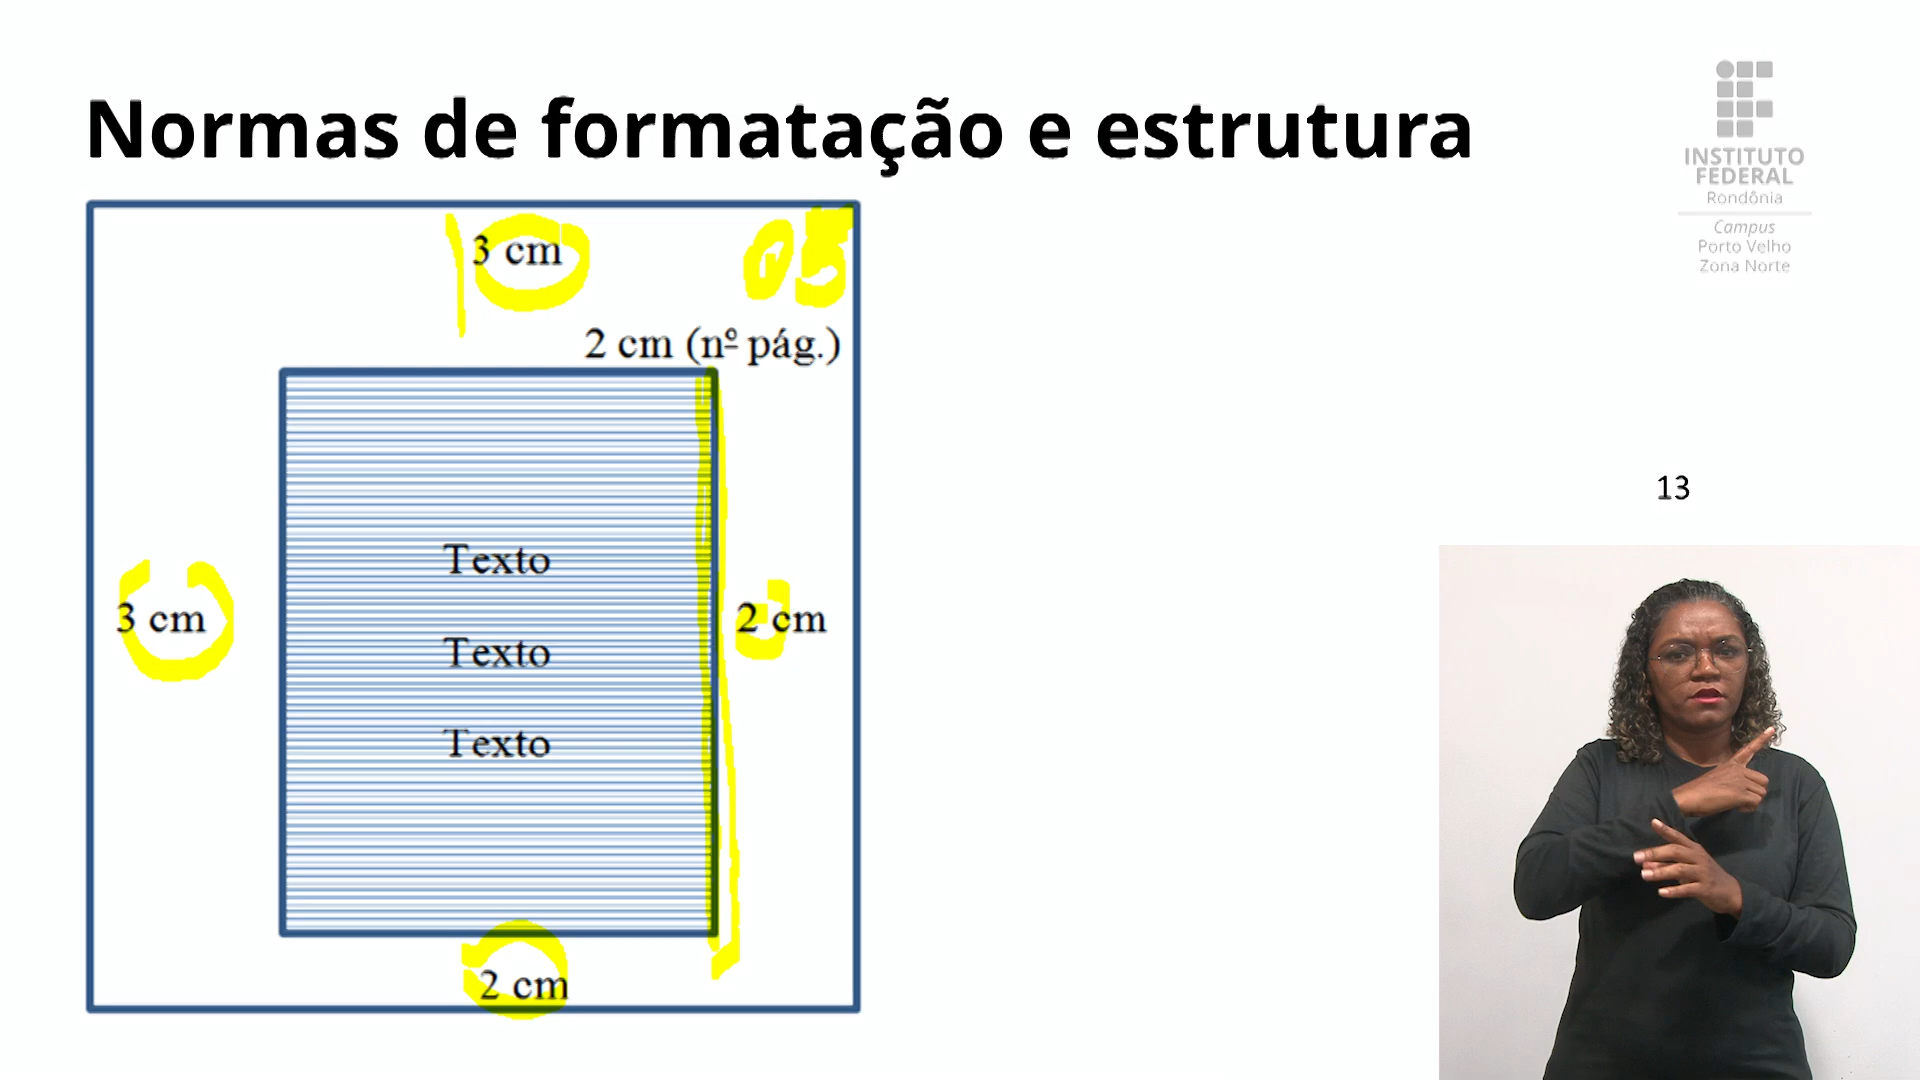 Normas de formatação e estrutura
INSTITUTO
FEDERAL
Rondônia
Campus
Porto Velho
Zona Norte
3 cm
05
2 cm (nº pág.)
Texto
3 cm
2 cm
Texto
Texto
2 cm
13